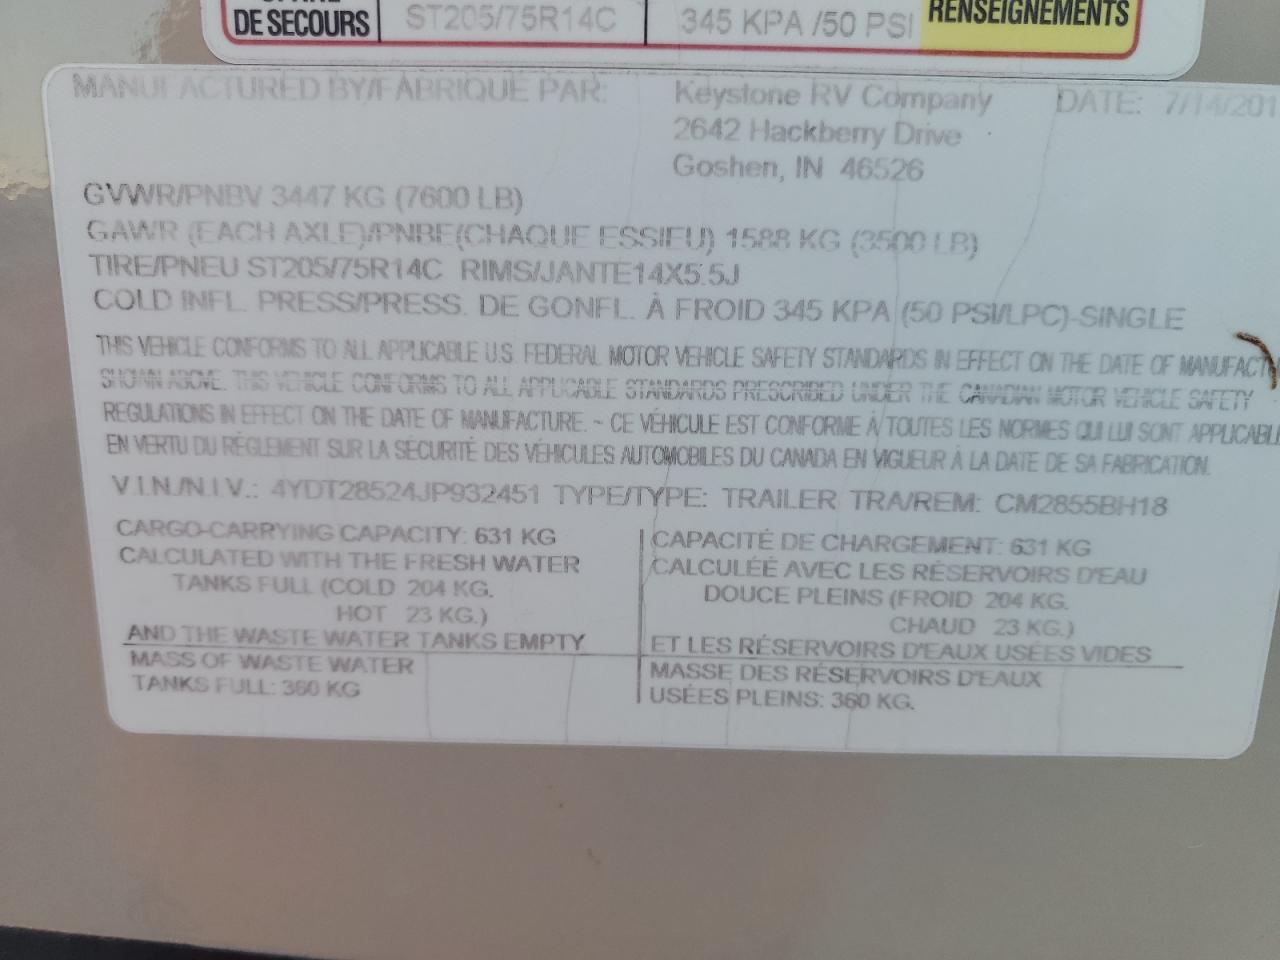 DE SECOURS ST205/75R14C 345 KPA /50 PSI RENSEIGNEMENTS
MANUFACTURED BY/FABRIQUE PAR: Keystone RV Company DATE: 7/14/201
2642 Hackberry Drive
Goshen, IN 46526
GVWR/PNBV 3447 KG (7600 LB)
GAWR (EACH AXLE)/PNBE(CHAQUE ESSIEU) 1588 KG (3500 LB)
TIRE/PNEU ST205/75R14C RIMS/JANTE14X5.5J
COLD INFL. PRESS/PRESS. DE GONFL. À FROID 345 KPA (50 PSI/LPC)-SINGLE
THIS VEHICLE CONFORMS TO ALL APPLICABLE U.S. FEDERAL MOTOR VEHICLE SAFETY STANDARDS IN EFFECT ON THE DATE OF MANUFACT
SHOWN ABOVE. THIS VEHICLE CONFORMS TO ALL APPLICABLE STANDARDS PRESCRIBED UNDER THE CANADIAN MOTOR VEHICLE SAFETY
REGULATIONS IN EFFECT ON THE DATE OF MANUFACTURE. ~ CE VÉHICULE EST CONFORME À TOUTES LES NORMES QUI LUI SONT APPLICABL
EN VERTU DU RÈGLEMENT SUR LA SÉCURITÉ DES VÉHICULES AUTOMOBILES DU CANADA EN VIGUEUR À LA DATE DE SA FABRICATION.
V.I.N./N.I.V.: 4YDT28524JP932451 TYPE/TYPE: TRAILER TRA/REM: CM2855BH18
CARGO-CARRYING CAPACITY: 631 KG
CALCULATED WITH THE FRESH WATER
TANKS FULL (COLD 204 KG.
HOT 23 KG.)
AND THE WASTE WATER TANKS EMPTY
MASS OF WASTE WATER
TANKS FULL: 360 KG
CAPACITÉ DE CHARGEMENT: 631 KG
CALCULÉÉ AVEC LES RÉSERVOIRS D'EAU
DOUCE PLEINS (FROID 204 KG.
CHAUD 23 KG.)
ET LES RÉSERVOIRS D'EAUX USÉES VIDES
MASSE DES RÉSERVOIRS D'EAUX
USÉES PLEINS: 360 KG.